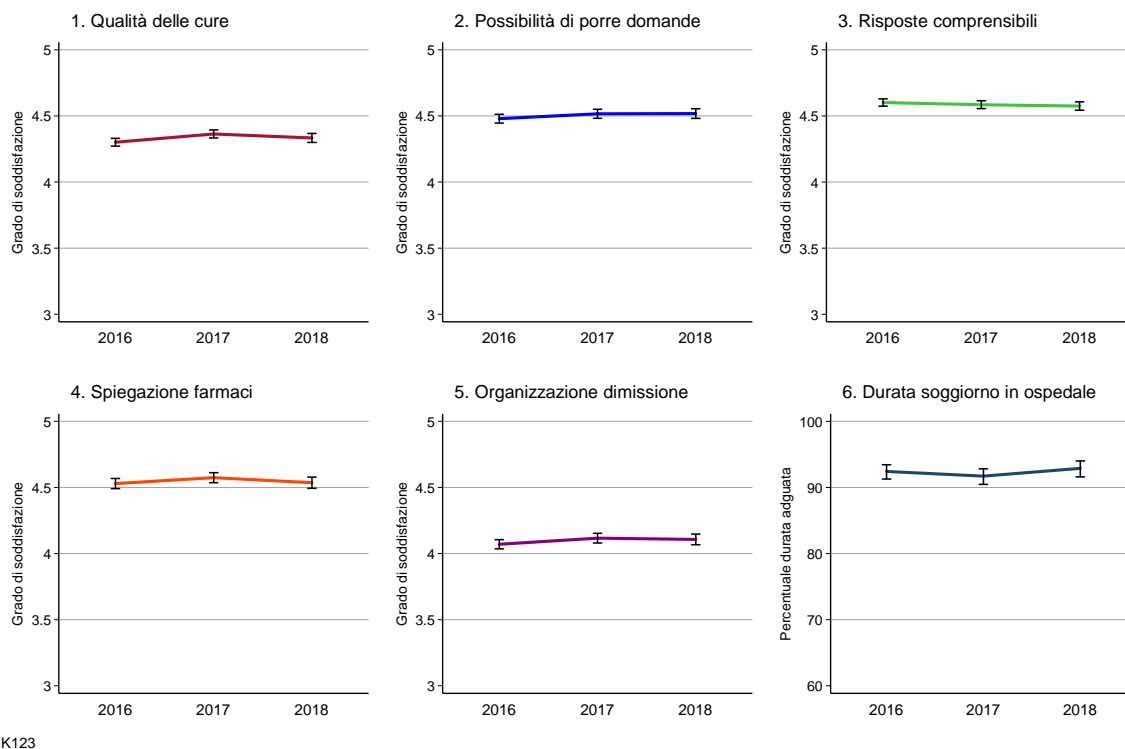 1. Qualità delle cure
Grado di soddisfazione
5
4.5
4
3.5
3
2016 2017 2018
2. Possibilità di porre domande
Grado di soddisfazione
5
4.5
4
3.5
3
2016 2017 2018
3. Risposte comprensibili
Grado di soddisfazione
5
4.5
4
3.5
3
2016 2017 2018
4. Spiegazione farmaci
Grado di soddisfazione
5
4.5
4
3.5
3
2016 2017 2018
5. Organizzazione dimissione
Grado di soddisfazione
5
4.5
4
3.5
3
2016 2017 2018
6. Durata soggiorno in ospedale
Percentuale durata adguata
100
90
80
70
60
2016 2017 2018
K123